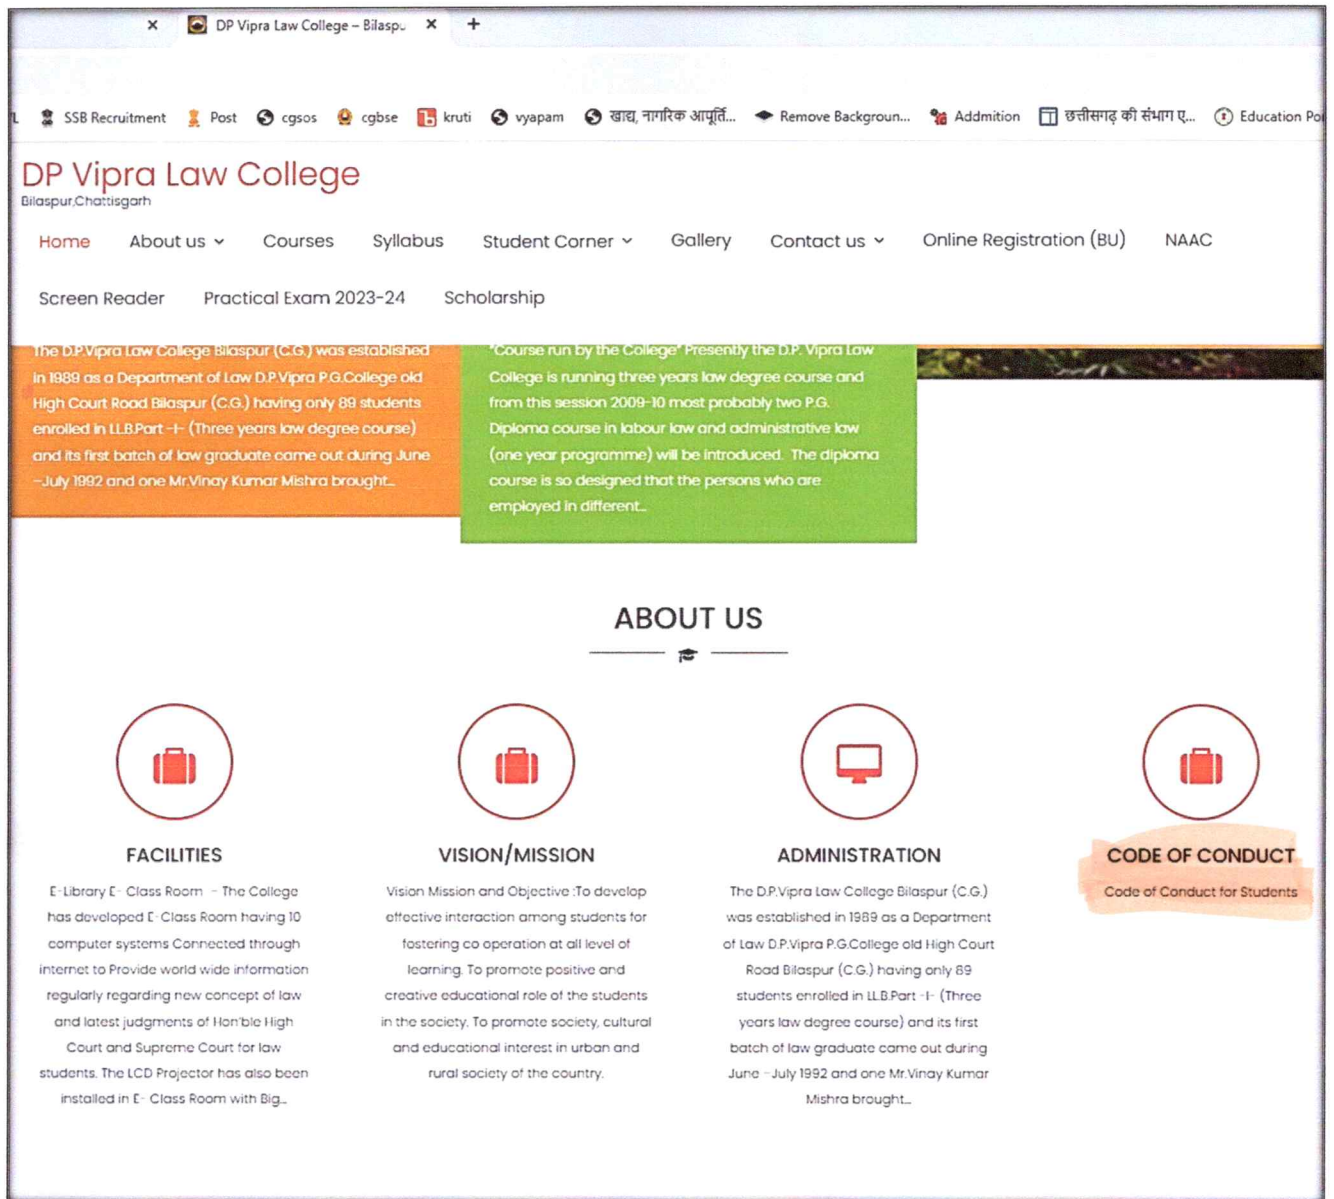 DP Vipra Law College – Bilaspu
SSB Recruitment Post cgsos cgbse kruti vyapam खाद्य, नागरिक आपूर्ति... Remove Backgroun... Addmition छत्तीसगढ़ की संभाग ए... Education Po
DP Vipra Law College
Bilaspur,Chattisgarh
Home About us Courses Syllabus Student Corner Gallery Contact us Online Registration (BU) NAAC
Screen Reader Practical Exam 2023-24 Scholarship
The D.P.Vipra Law College Bilaspur (C.G.) was established
in 1989 as a Department of Law D.P.Vipra P.G.College old
High Court Road Bilaspur (C.G.) having only 89 students
enrolled in LL.B.Part -I- (Three years law degree course)
and its first batch of law graduate came out during June
-July 1992 and one Mr.Vinay Kumar Mishra brought...
"Course run by the College" Presently the D.P. Vipra Law
College is running three years law degree course and
from this session 2009-10 most probably two P.G.
Diploma course in labour law and administrative law
(one year programme) will be introduced. The diploma
course is so designed that the persons who are
employed in different...
ABOUT US
FACILITIES
E-Library E- Class Room - The College
has developed E-Class Room having 10
computer systems Connected through
internet to Provide world wide information
regularly regarding new concept of law
and latest judgments of Hon'ble High
Court and Supreme Court for law
students. The LCD Projector has also been
installed in E- Class Room with Big...
VISION/MISSION
Vision Mission and Objective :To develop
effective interaction among students for
fostering co operation at all level of
learning. To promote positive and
creative educational role of the students
in the society. To promote society, cultural
and educational interest in urban and
rural society of the country.
ADMINISTRATION
The D.P.Vipra Law College Bilaspur (C.G.)
was established in 1989 as a Department
of Law D.P.Vipra P.G.College old High Court
Road Bilaspur (C.G.) having only 89
students enrolled in LL.B.Part -I- (Three
years law degree course) and its first
batch of law graduate came out during
June -July 1992 and one Mr.Vinay Kumar
Mishra brought...
CODE OF CONDUCT
Code of Conduct for Students